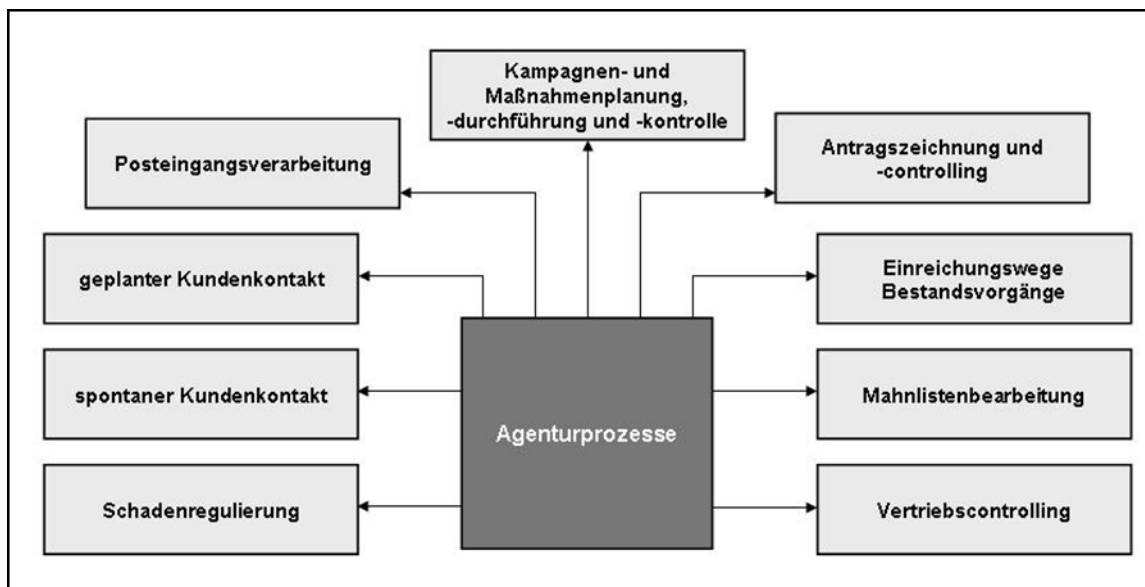 Kampagnen- und
Maßnahmenplanung,
-durchführung und -kontrolle
Posteingangsverarbeitung
Antragszeichnung und
-controlling
geplanter Kundenkontakt
Einreichungswege
Bestandsvorgänge
spontaner Kundenkontakt
Mahnlistenbearbeitung
Agenturprozesse
Schadenregulierung
Vertriebscontrolling